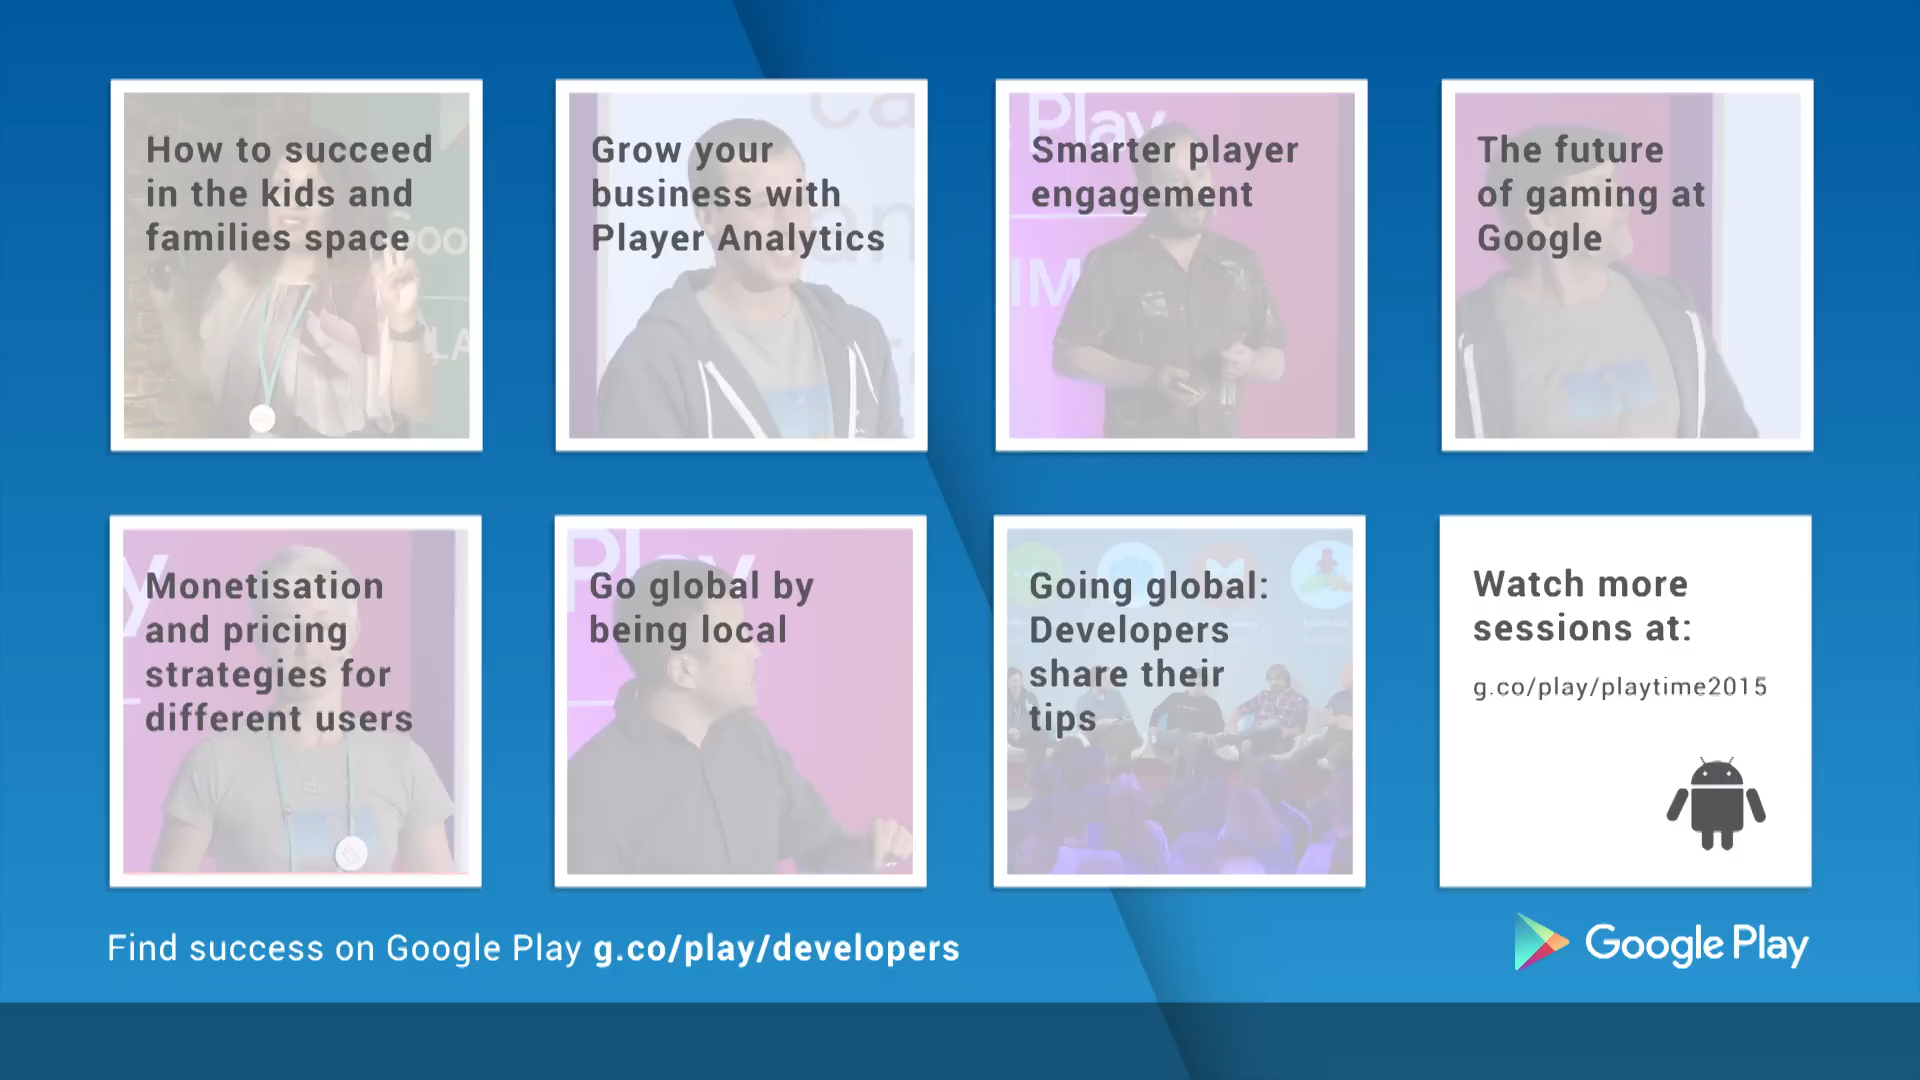 How to succeed
in the kids and
families space
Grow your
business with
Player Analytics
Smarter player
engagement
The future
of gaming at
Google
Monetisation
and pricing
strategies for
different users
Go global by
being local
Going global:
Developers
share their
tips
Watch more
sessions at:
g.co/play/playtime2015
Find success on Google Play g.co/play/developers
Google Play